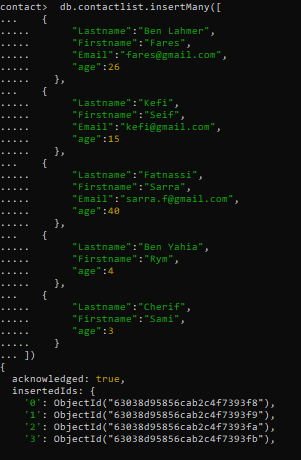 contact>  db.contactlist.insertMany([
...     {
.....         "Lastname":"Ben Lahmer",
.....         "Firstname":"Fares",
.....         "Email":"fares@gmail.com",
.....         "age":26
.....       },
...     {
.....         "Lastname":"Kefi",
.....         "Firstname":"Seif",
.....         "Email":"kefi@gmail.com",
.....         "age":15
.....       },
...     {
.....         "Lastname":"Fatnassi",
.....         "Firstname":"Sarra",
.....         "Email":"sarra.f@gmail.com",
.....         "age":40
.....       },
...     {
.....         "Lastname":"Ben Yahia",
.....         "Firstname":"Rym",
.....         "age":4
.....       },
...     {
.....         "Lastname":"Cherif",
.....         "Firstname":"Sami",
.....         "age":3
.....       }
... ])
{
  acknowledged: true,
  insertedIds: {
    '0': ObjectId("63038d95856cab2c4f7393f8"),
    '1': ObjectId("63038d95856cab2c4f7393f9"),
    '2': ObjectId("63038d95856cab2c4f7393fa"),
    '3': ObjectId("63038d95856cab2c4f7393fb"),